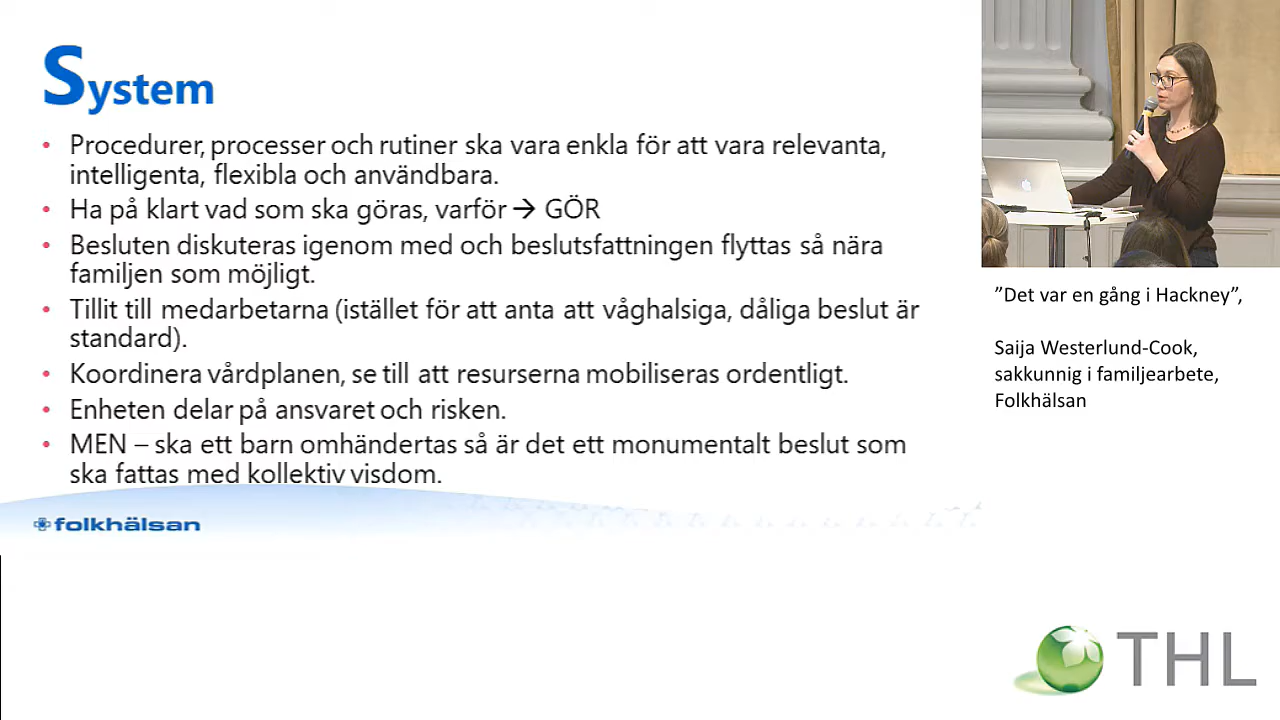 System
• Procedurer, processer och rutiner ska vara enkla för att vara relevanta,
intelligenta, flexibla och användbara.
• Ha på klart vad som ska göras, varför → GÖR
• Besluten diskuteras igenom med och beslutsfattningen flyttas så nära
familjen som möjligt.
• Tillit till medarbetarna (istället för att anta att våghalsiga, dåliga beslut är
standard).
• Koordinera vårdplanen, se till att resurserna mobiliseras ordentligt.
• Enheten delar på ansvaret och risken.
• MEN – ska ett barn omhändertas så är det ett monumentalt beslut som
ska fattas med kollektiv visdom.
folkhälsan
”Det var en gång i Hackney”,
Saija Westerlund-Cook,
sakkunnig i familjearbete,
Folkhälsan
THL